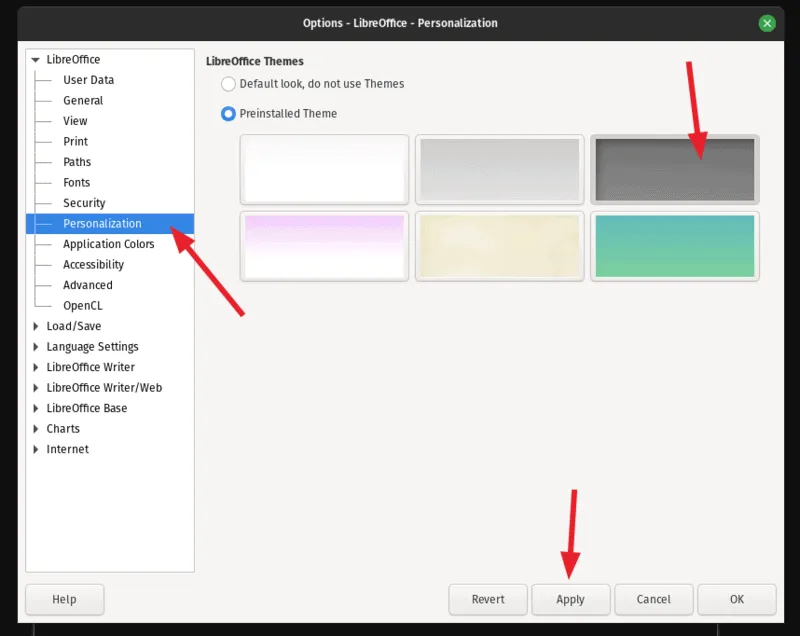 Options - LibreOffice - Personalization
LibreOffice
User Data
General
View
Print
Paths
Fonts
Security
Personalization
Application Colors
Accessibility
Advanced
OpenCL
Load/Save
Language Settings
LibreOffice Writer
LibreOffice Writer/Web
LibreOffice Base
Charts
Internet
LibreOffice Themes
Default look, do not use Themes
Preinstalled Theme
Help
Revert
Apply
Cancel
OK